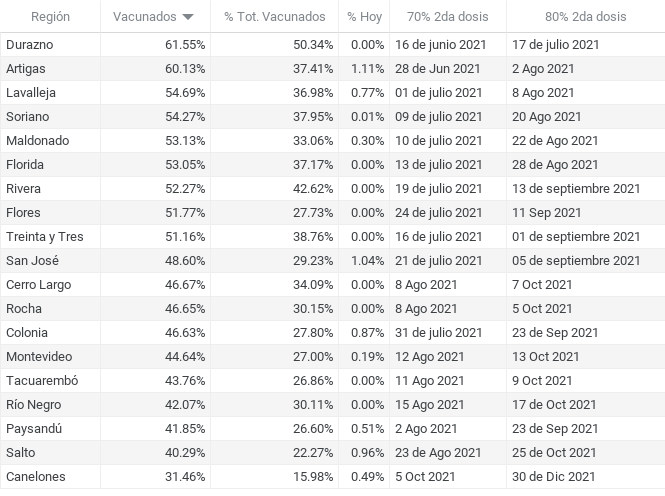 Región Vacunados % Tot. Vacunados % Hoy 70% 2da dosis 80% 2da dosis
Durazno 61.55% 50.34% 0.00% 16 de junio 2021 17 de julio 2021
Artigas 60.13% 37.41% 1.11% 28 de Jun 2021 2 Ago 2021
Lavalleja 54.69% 36.98% 0.77% 01 de julio 2021 8 Ago 2021
Soriano 54.27% 37.95% 0.01% 09 de julio 2021 20 Ago 2021
Maldonado 53.13% 33.06% 0.30% 10 de julio 2021 22 de Ago 2021
Florida 53.05% 37.17% 0.00% 13 de julio 2021 28 de Ago 2021
Rivera 52.27% 42.62% 0.00% 19 de julio 2021 13 de septiembre 2021
Flores 51.77% 27.73% 0.00% 24 de julio 2021 11 Sep 2021
Treinta y Tres 51.16% 38.76% 0.00% 16 de julio 2021 01 de septiembre 2021
San José 48.60% 29.23% 1.04% 21 de julio 2021 05 de septiembre 2021
Cerro Largo 46.67% 34.09% 0.00% 8 Ago 2021 7 Oct 2021
Rocha 46.65% 30.15% 0.00% 8 Ago 2021 5 Oct 2021
Colonia 46.63% 27.80% 0.87% 31 de julio 2021 23 de Sep 2021
Montevideo 44.64% 27.00% 0.19% 12 Ago 2021 13 Oct 2021
Tacuarembó 43.76% 26.86% 0.00% 11 Ago 2021 9 Oct 2021
Río Negro 42.07% 30.11% 0.00% 15 Ago 2021 17 de Oct 2021
Paysandú 41.85% 26.60% 0.51% 2 Ago 2021 23 de Sep 2021
Salto 40.29% 22.27% 0.96% 23 de Ago 2021 25 de Oct 2021
Canelones 31.46% 15.98% 0.49% 5 Oct 2021 30 de Dic 2021